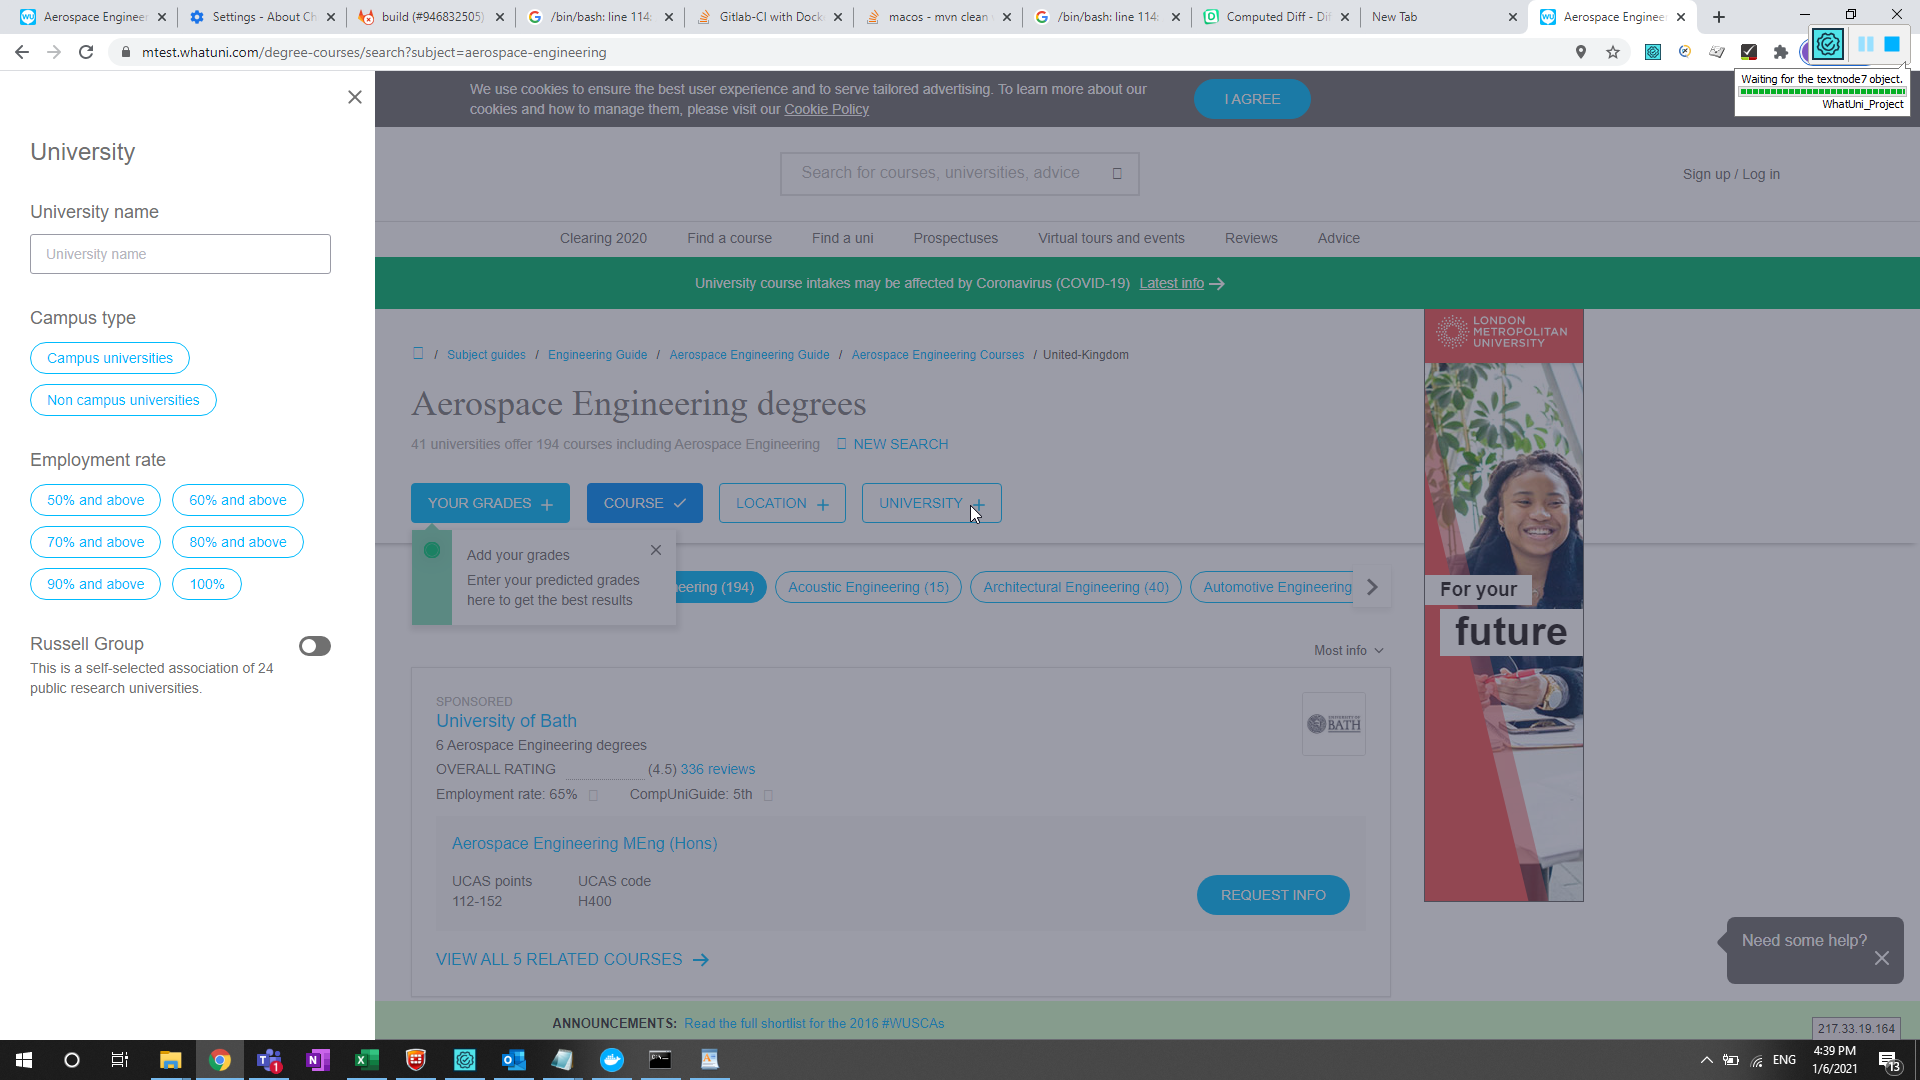 Aerospace Engineer
Settings - About Ch
build (#946832505)
/bin/bash: line 114:
Gitlab-CI with Dock
macos - mvn clean
/bin/bash: line 114:
Computed Diff - Dif
New Tab
Aerospace Enginee
mtest.whatuni.com/degree-courses/search?subject=aerospace-engineering
Waiting for the textnode7 object.
WhatUni_Project
We use cookies to ensure the best user experience and to serve tailored advertising. To learn more about our
cookies and how to manage them, please visit our Cookie Policy
I AGREE
University
University name
University name
Campus type
Campus universities
Non campus universities
Employment rate
50% and above
60% and above
70% and above
80% and above
90% and above
100%
Russell Group
This is a self-selected association of 24
public research universities.
Search for courses, universities, advice
Sign up / Log in
Clearing 2020
Find a course
Find a uni
Prospectuses
Virtual tours and events
Reviews
Advice
University course intakes may be affected by Coronavirus (COVID-19) Latest info
/ Subject guides / Engineering Guide / Aerospace Engineering Guide / Aerospace Engineering Courses / United-Kingdom
Aerospace Engineering degrees
41 universities offer 194 courses including Aerospace Engineering
NEW SEARCH
YOUR GRADES
COURSE
LOCATION
UNIVERSITY
Add your grades
Enter your predicted grades
here to get the best results
eering (194)
Acoustic Engineering (15)
Architectural Engineering (40)
Automotive Engineering
Most info
SPONSORED
University of Bath
6 Aerospace Engineering degrees
OVERALL RATING (4.5) 336 reviews
Employment rate: 65%
CompUniGuide: 5th
UNIVERSITY OF
BATH
Aerospace Engineering MEng (Hons)
UCAS points
112-152
UCAS code
H400
REQUEST INFO
VIEW ALL 5 RELATED COURSES
LONDON
METROPOLITAN
UNIVERSITY
For your
future
Need some help?
ANNOUNCEMENTS: Read the full shortlist for the 2016 #WUSCAs
217.33.19.164
ENG
4:39 PM
1/6/2021
13